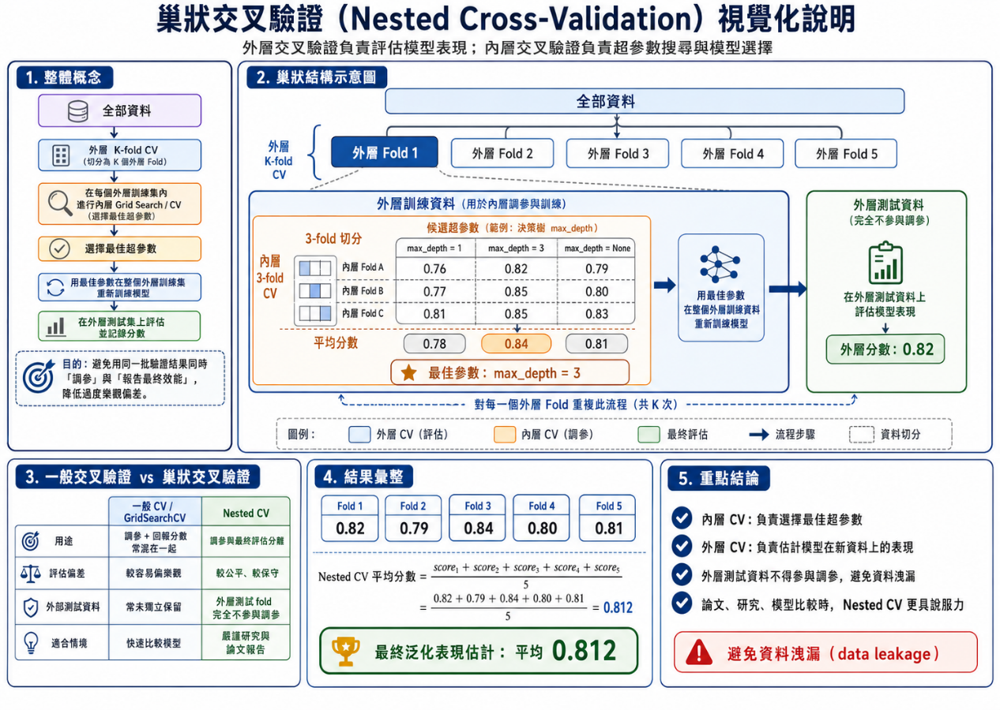 巢狀交叉驗證（Nested Cross-Validation）視覺化說明
外層交叉驗證負責評估模型表現；內層交叉驗證負責超參數搜尋與模型選擇
1. 整體概念
全部資料
外層 K-fold CV
（切分為 K 個外層 Fold）
在每個外層訓練集內
進行內層 Grid Search / CV
（選擇最佳超參數）
選擇最佳超參數
用最佳參數在整個外層訓練集
重新訓練模型
在外層測試集上評估
並記錄分數
目的：避免用同一批驗證結果同時
「調參」與「報告最終效能」，
降低過度樂觀偏差。
2. 巢狀結構示意圖
全部資料
外層
K-fold
CV
外層 Fold 1
外層 Fold 2
外層 Fold 3
外層 Fold 4
外層 Fold 5
外層訓練資料（用於內層調參與訓練）
內層
3-fold
CV
3-fold 切分
候選超參數（範例：決策樹 max_depth）
max_depth = 1
max_depth = 3
max_depth = None
內層 Fold A
0.76
0.82
0.79
內層 Fold B
0.77
0.85
0.80
內層 Fold C
0.81
0.85
0.83
平均分數
0.78
0.84
0.81
最佳參數：max_depth = 3
用最佳參數
在整個外層訓練資料
重新訓練模型
外層測試資料
（完全不參與調參）
在外層測試資料上
評估模型表現
外層分數：0.82
對每一個外層 Fold 重複此流程（共 K 次）
圖例：
外層 CV（評估）
內層 CV（調參）
最終評估
流程步驟
資料切分
3. 一般交叉驗證 vs 巢狀交叉驗證
一般 CV /
GridSearchCV
Nested CV
用途
調參 + 回報分數
常混在一起
調參與最終評估分離
評估偏差
較容易偏樂觀
較公平、較保守
外部測試資料
常未獨立保留
外層測試 fold
完全不參與調參
適合情境
快速比較模型
嚴謹研究與
論文報告
4. 結果彙整
Fold 1
Fold 2
Fold 3
Fold 4
Fold 5
0.82
0.79
0.84
0.80
0.81
Nested CV 平均分數 = (score₁ + score₂ + score₃ + score₄ + score₅) / 5
= (0.82 + 0.79 + 0.84 + 0.80 + 0.81) / 5 = 0.812
最終泛化表現估計：平均 0.812
5. 重點結論
內層 CV：負責選擇最佳超參數
外層 CV：負責估計模型在新資料上的表現
外層測試資料不得參與調參，避免資料洩漏
論文、研究、模型比較時，Nested CV 更具說服力
避免資料洩漏（data leakage）